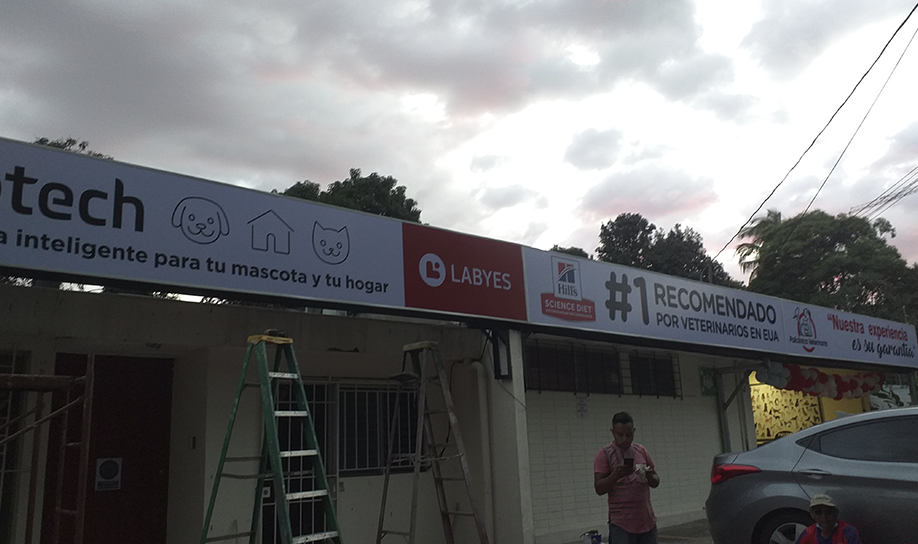 tech
inteligente para tu mascota y tu hogar
LABYES
Hill's
SCIENCE DIET
#1 RECOMENDADO
POR VETERINARIOS EN EUA
"Nuestra experiencia
es su garantía"